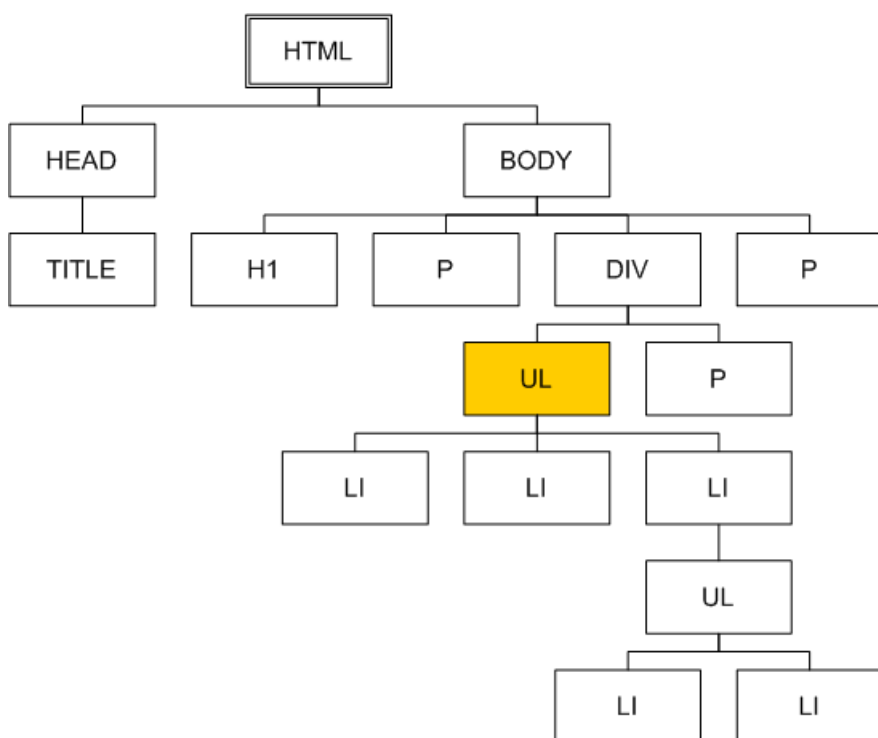 HTML
HEAD BODY
TITLE H1 P DIV P
UL P
LI LI LI
UL
LI LI